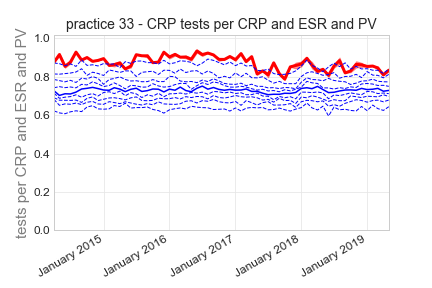 practice 33 - CRP tests per CRP and ESR and PV
tests per CRP and ESR and PV
1.0
0.8
0.6
0.4
0.2
0.0
January 2015
January 2016
January 2017
January 2018
January 2019